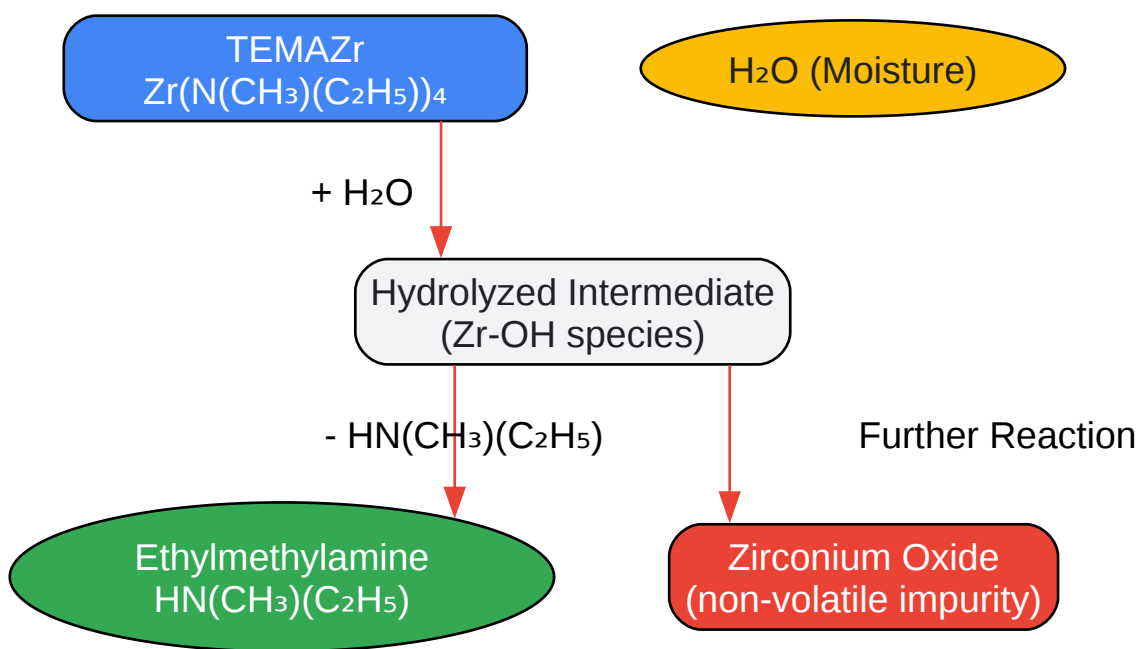 TEMAZr
Zr(N(CH₃)(C₂H₅))₄
H₂O (Moisture)
+ H₂O
Hydrolyzed Intermediate
(Zr-OH species)
- HN(CH₃)(C₂H₅)
Further Reaction
Ethylmethylamine
HN(CH₃)(C₂H₅)
Zirconium Oxide
(non-volatile impurity)